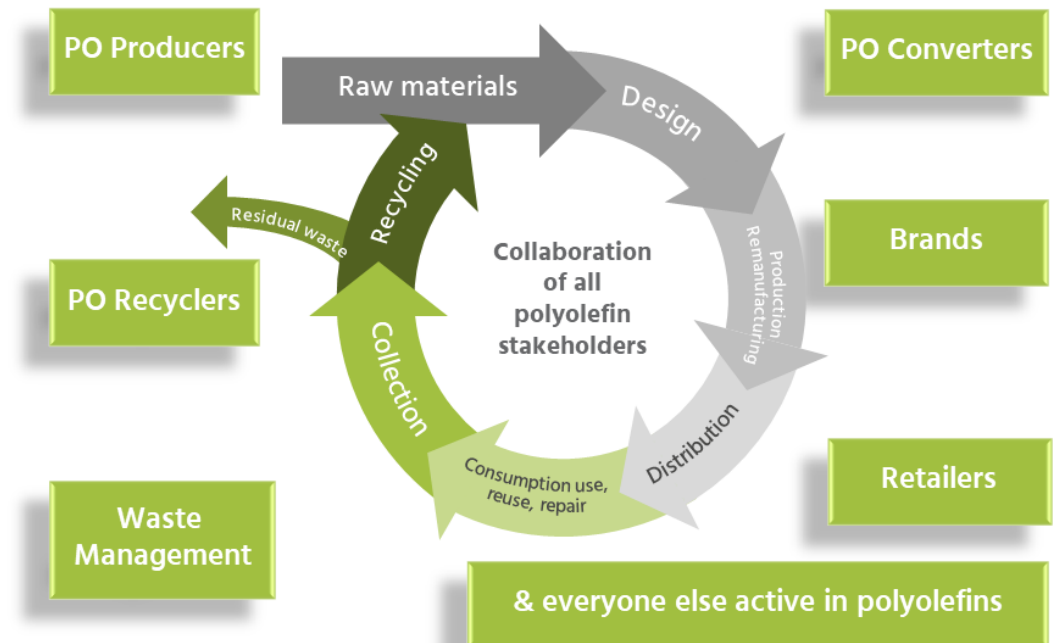 PO Producers
PO Converters
Raw materials
Design
Recycling
Residual waste
Collaboration
of all
polyolefin
stakeholders
Production
Remanufacturing
Brands
PO Recyclers
Collection
Distribution
Consumption use,
reuse, repair
Retailers
Waste
Management
& everyone else active in polyolefins